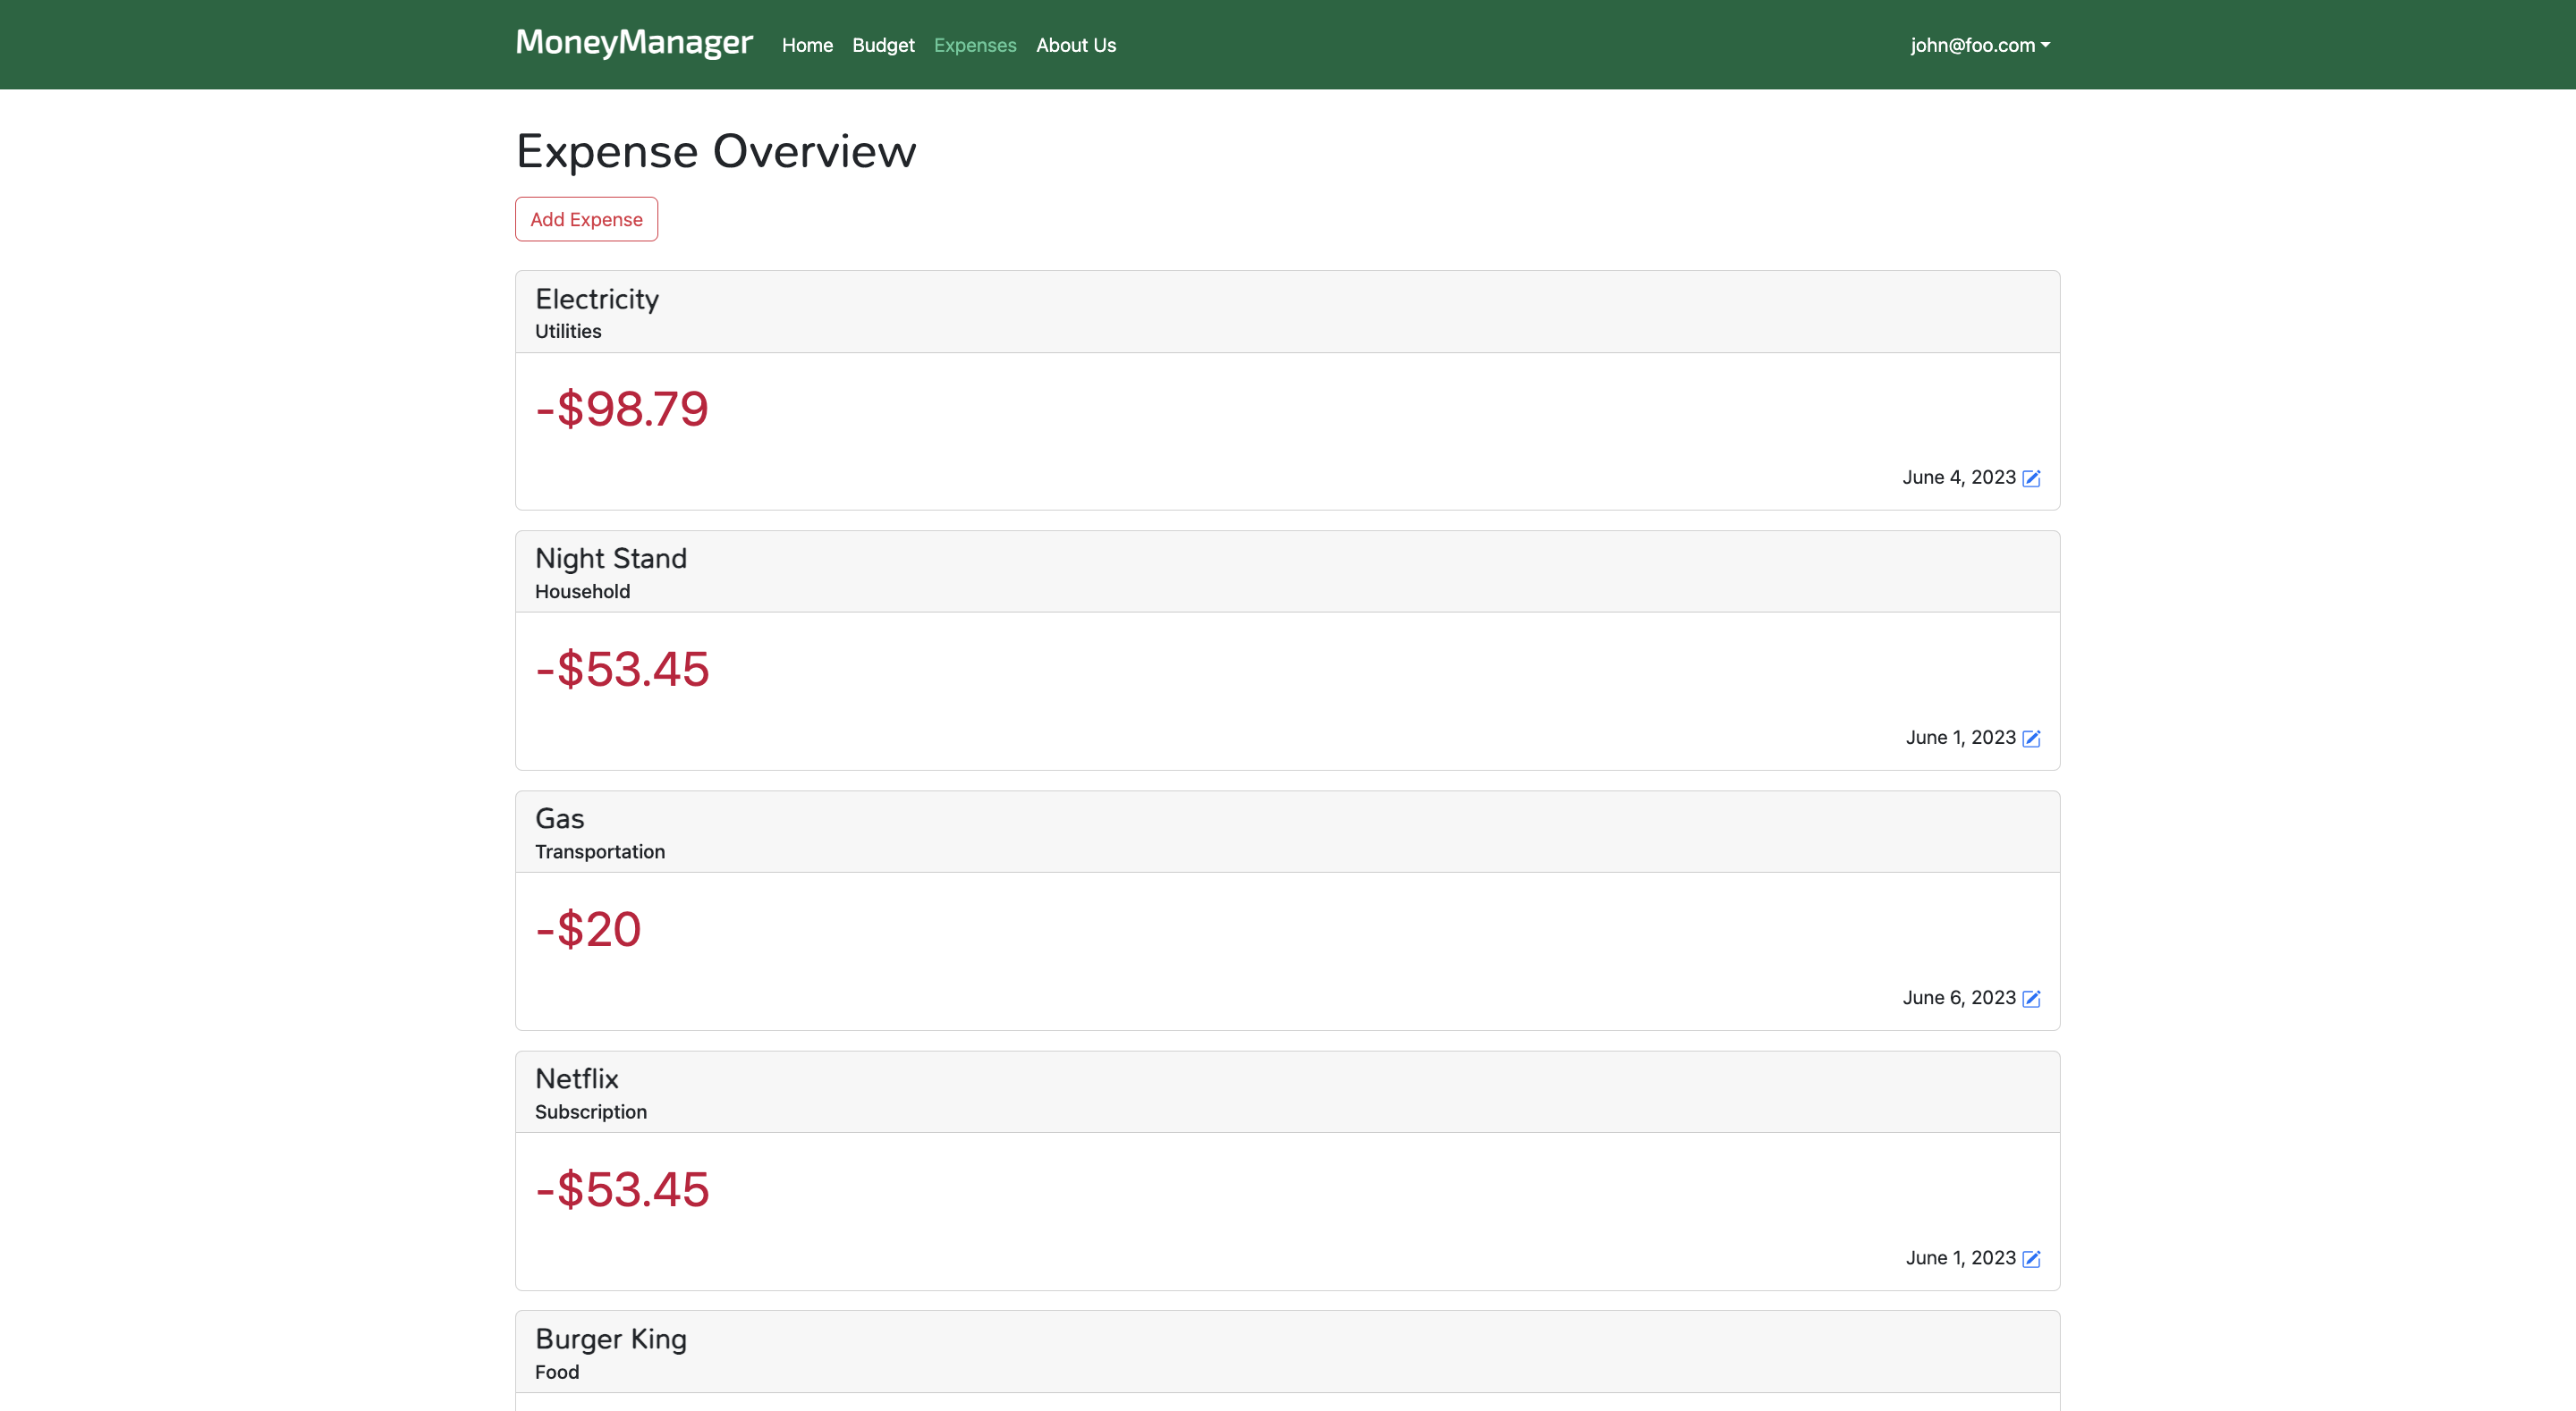 MoneyManager Home Budget Expenses About Us john@foo.com
Expense Overview
Add Expense
Electricity
Utilities
-$98.79
June 4, 2023
Night Stand
Household
-$53.45
June 1, 2023
Gas
Transportation
-$20
June 6, 2023
Netflix
Subscription
-$53.45
June 1, 2023
Burger King
Food